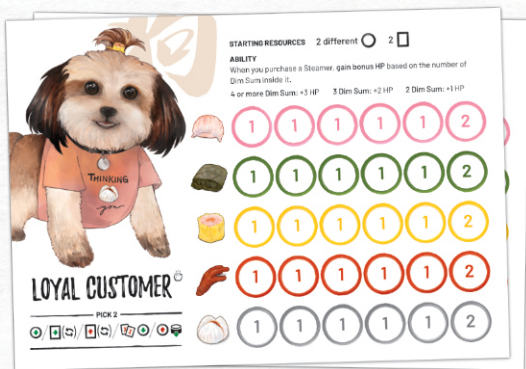 STARTING RESOURCES 2 different 2
ABILITY
When you purchase a Steamer, gain bonus HP based on the number of
Dim Sum inside it.
4 or more Dim Sum: +3 HP 3 Dim Sum: +2 HP 2 Dim Sum: +1 HP
1 1 1 1 1 2
1 1 1 1 1 2
1 1 1 1 1 2
1 1 1 1 1 2
1 1 1 1 1 2
THINKING
you
LOYAL CUSTOMER
PICK 2